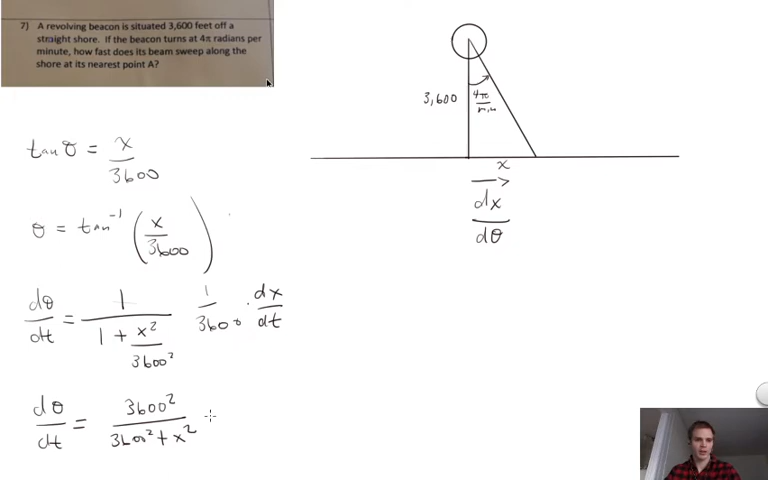 7) A revolving beacon is situated 3,600 feet off a
straight shore. If the beacon turns at 4π radians per
minute, how fast does its beam sweep along the
shore at its nearest point A?
3,600
4π/min
x
dx/dθ
tan θ = x/3600
θ = tan⁻¹ (x/3600)
dθ/dt = 1/(1 + x²/3600²) 1/3600 · dx/dt
dθ/dt = 3600²/(3600² + x²)